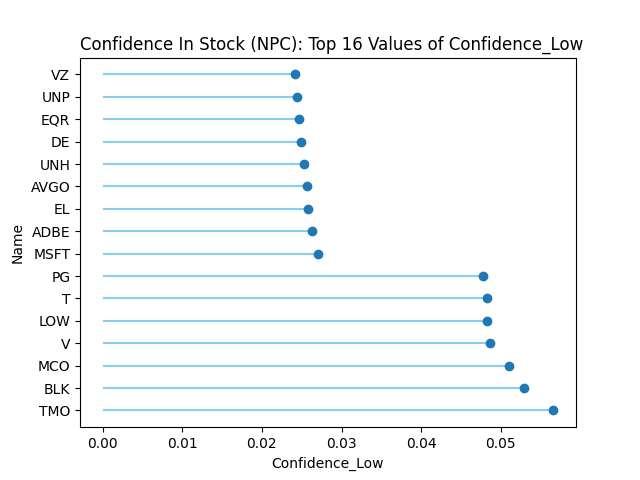 Confidence In Stock (NPC): Top 16 Values of Confidence_Low
VZ
UNP
EQR
DE
UNH
AVGO
EL
ADBE
MSFT
PG
T
LOW
V
MCO
BLK
TMO
Name
0.00 0.01 0.02 0.03 0.04 0.05
Confidence_Low